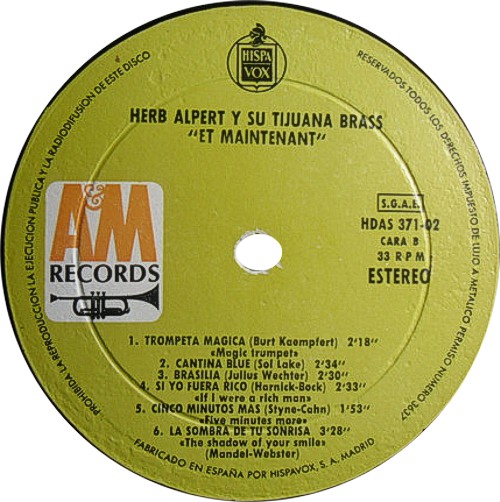 HISPA
VOX
HERB ALPERT Y SU TIJUANA BRASS
"ET MAINTENANT"
A&M
RECORDS
S.G.A.E.
HDAS 371-02
CARA B
33 RPM
ESTEREO
1. TROMPETA MAGICA (Burt Kaempfert) 2'18"
«Magic trumpet»
2. CANTINA BLUE (Sol Lake) 2'34"
3. BRASILIA (Julius Wechter) 2'30"
4. SI YO FUERA RICO (Harnick-Bock) 2'33"
«If I were a rich man»
5. CINCO MINUTOS MAS (Styne-Cahn) 1'53"
«Five minutes more»
6. LA SOMBRA DE TU SONRISA 3'28"
«The shadow of your smile»
(Mandel-Webster)
FABRICADO EN ESPAÑA POR HISPAVOX, S. A. MADRID
PROHIBIDA LA REPRODUCCION LA EJECUCION PUBLICA Y LA RADIODIFUSION DE ESTE DISCO
RESERVADOS TODOS LOS DERECHOS IMPUESTO DE LUJO A METALICO PERMISO NUMERO 3637